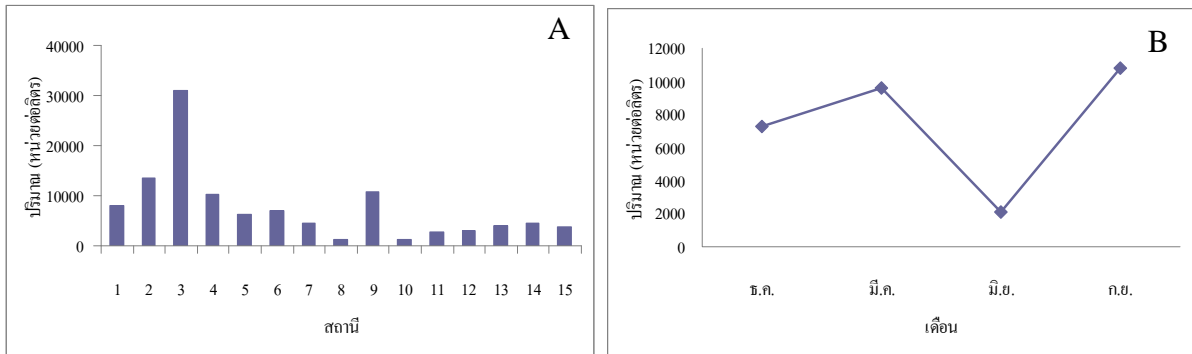 A
40000
30000
20000
10000
0
ปริมาณ (หน่วยต่อลิตร)
1 2 3 4 5 6 7 8 9 10 11 12 13 14 15
สถานี
B
12000
10000
8000
6000
4000
2000
0
ปริมาณ (หน่วยต่อลิตร)
ธ.ค. มี.ค. มิ.ย. ก.ย.
เดือน